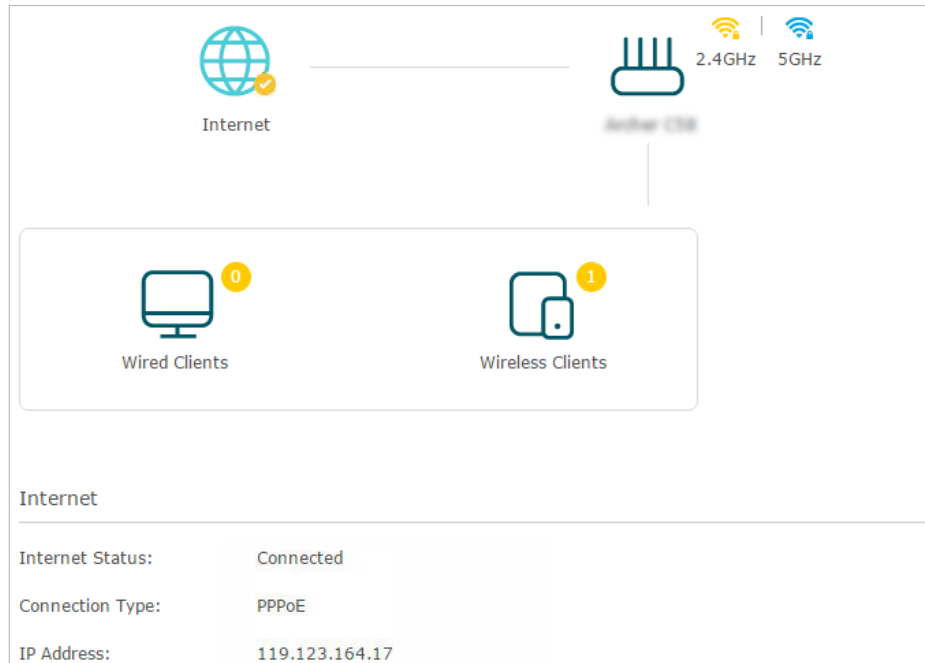 2.4GHz 5GHz
Internet
0
1
Wired Clients
Wireless Clients
Internet
Internet Status: Connected
Connection Type: PPPoE
IP Address: 119.123.164.17